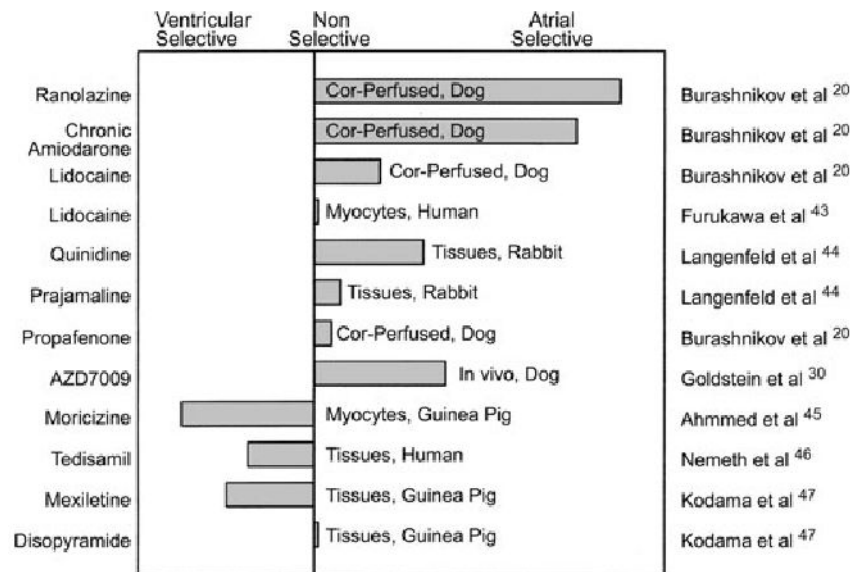 Ventricular Selective
Non Selective
Atrial Selective
Ranolazine Cor-Perfused, Dog Burashnikov et al 20
Chronic Amiodarone Cor-Perfused, Dog Burashnikov et al 20
Lidocaine Cor-Perfused, Dog Burashnikov et al 20
Lidocaine Myocytes, Human Furukawa et al 43
Quinidine Tissues, Rabbit Langenfeld et al 44
Prajamaline Tissues, Rabbit Langenfeld et al 44
Propafenone Cor-Perfused, Dog Burashnikov et al 20
AZD7009 In vivo, Dog Goldstein et al 30
Moricizine Myocytes, Guinea Pig Ahmmed et al 45
Tedisamil Tissues, Human Nemeth et al 46
Mexiletine Tissues, Guinea Pig Kodama et al 47
Disopyramide Tissues, Guinea Pig Kodama et al 47